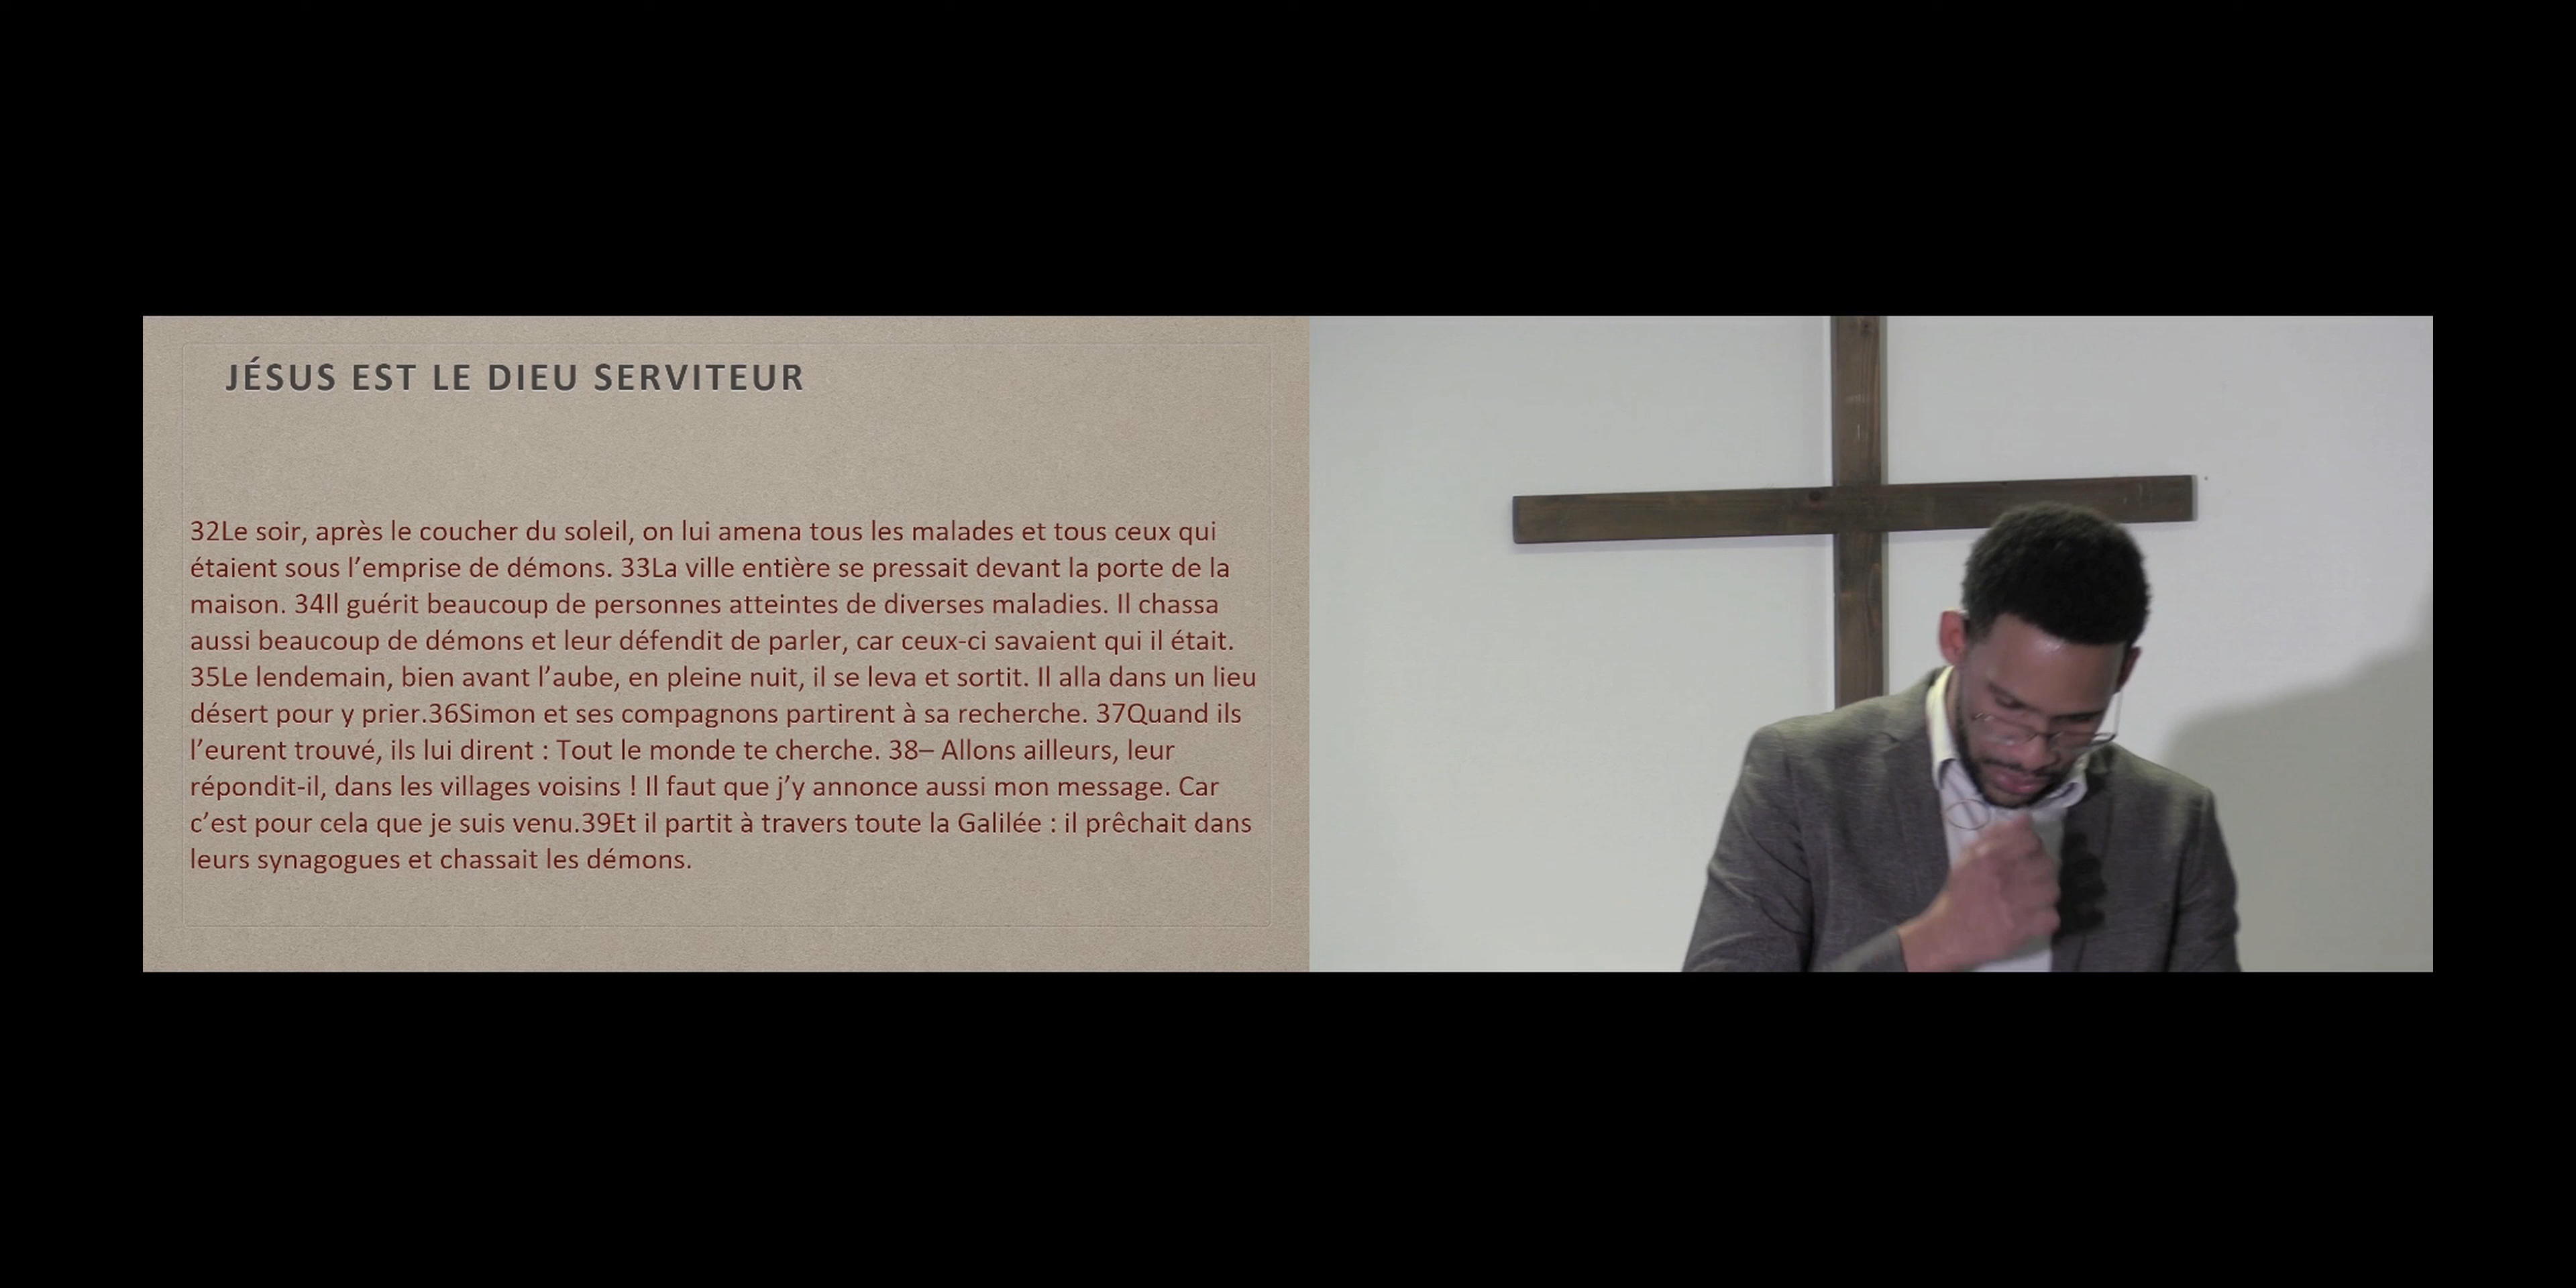 JÉSUS EST LE DIEU SERVITEUR
32Le soir, après le coucher du soleil, on lui amena tous les malades et tous ceux qui
étaient sous l’emprise de démons. 33La ville entière se pressait devant la porte de la
maison. 34Il guérit beaucoup de personnes atteintes de diverses maladies. Il chassa
aussi beaucoup de démons et leur défendit de parler, car ceux-ci savaient qui il était.
35Le lendemain, bien avant l’aube, en pleine nuit, il se leva et sortit. Il alla dans un lieu
désert pour y prier.36Simon et ses compagnons partirent à sa recherche. 37Quand ils
l’eurent trouvé, ils lui dirent : Tout le monde te cherche. 38– Allons ailleurs, leur
répondit-il, dans les villages voisins ! Il faut que j’y annonce aussi mon message. Car
c’est pour cela que je suis venu.39Et il partit à travers toute la Galilée : il prêchait dans
leurs synagogues et chassait les démons.